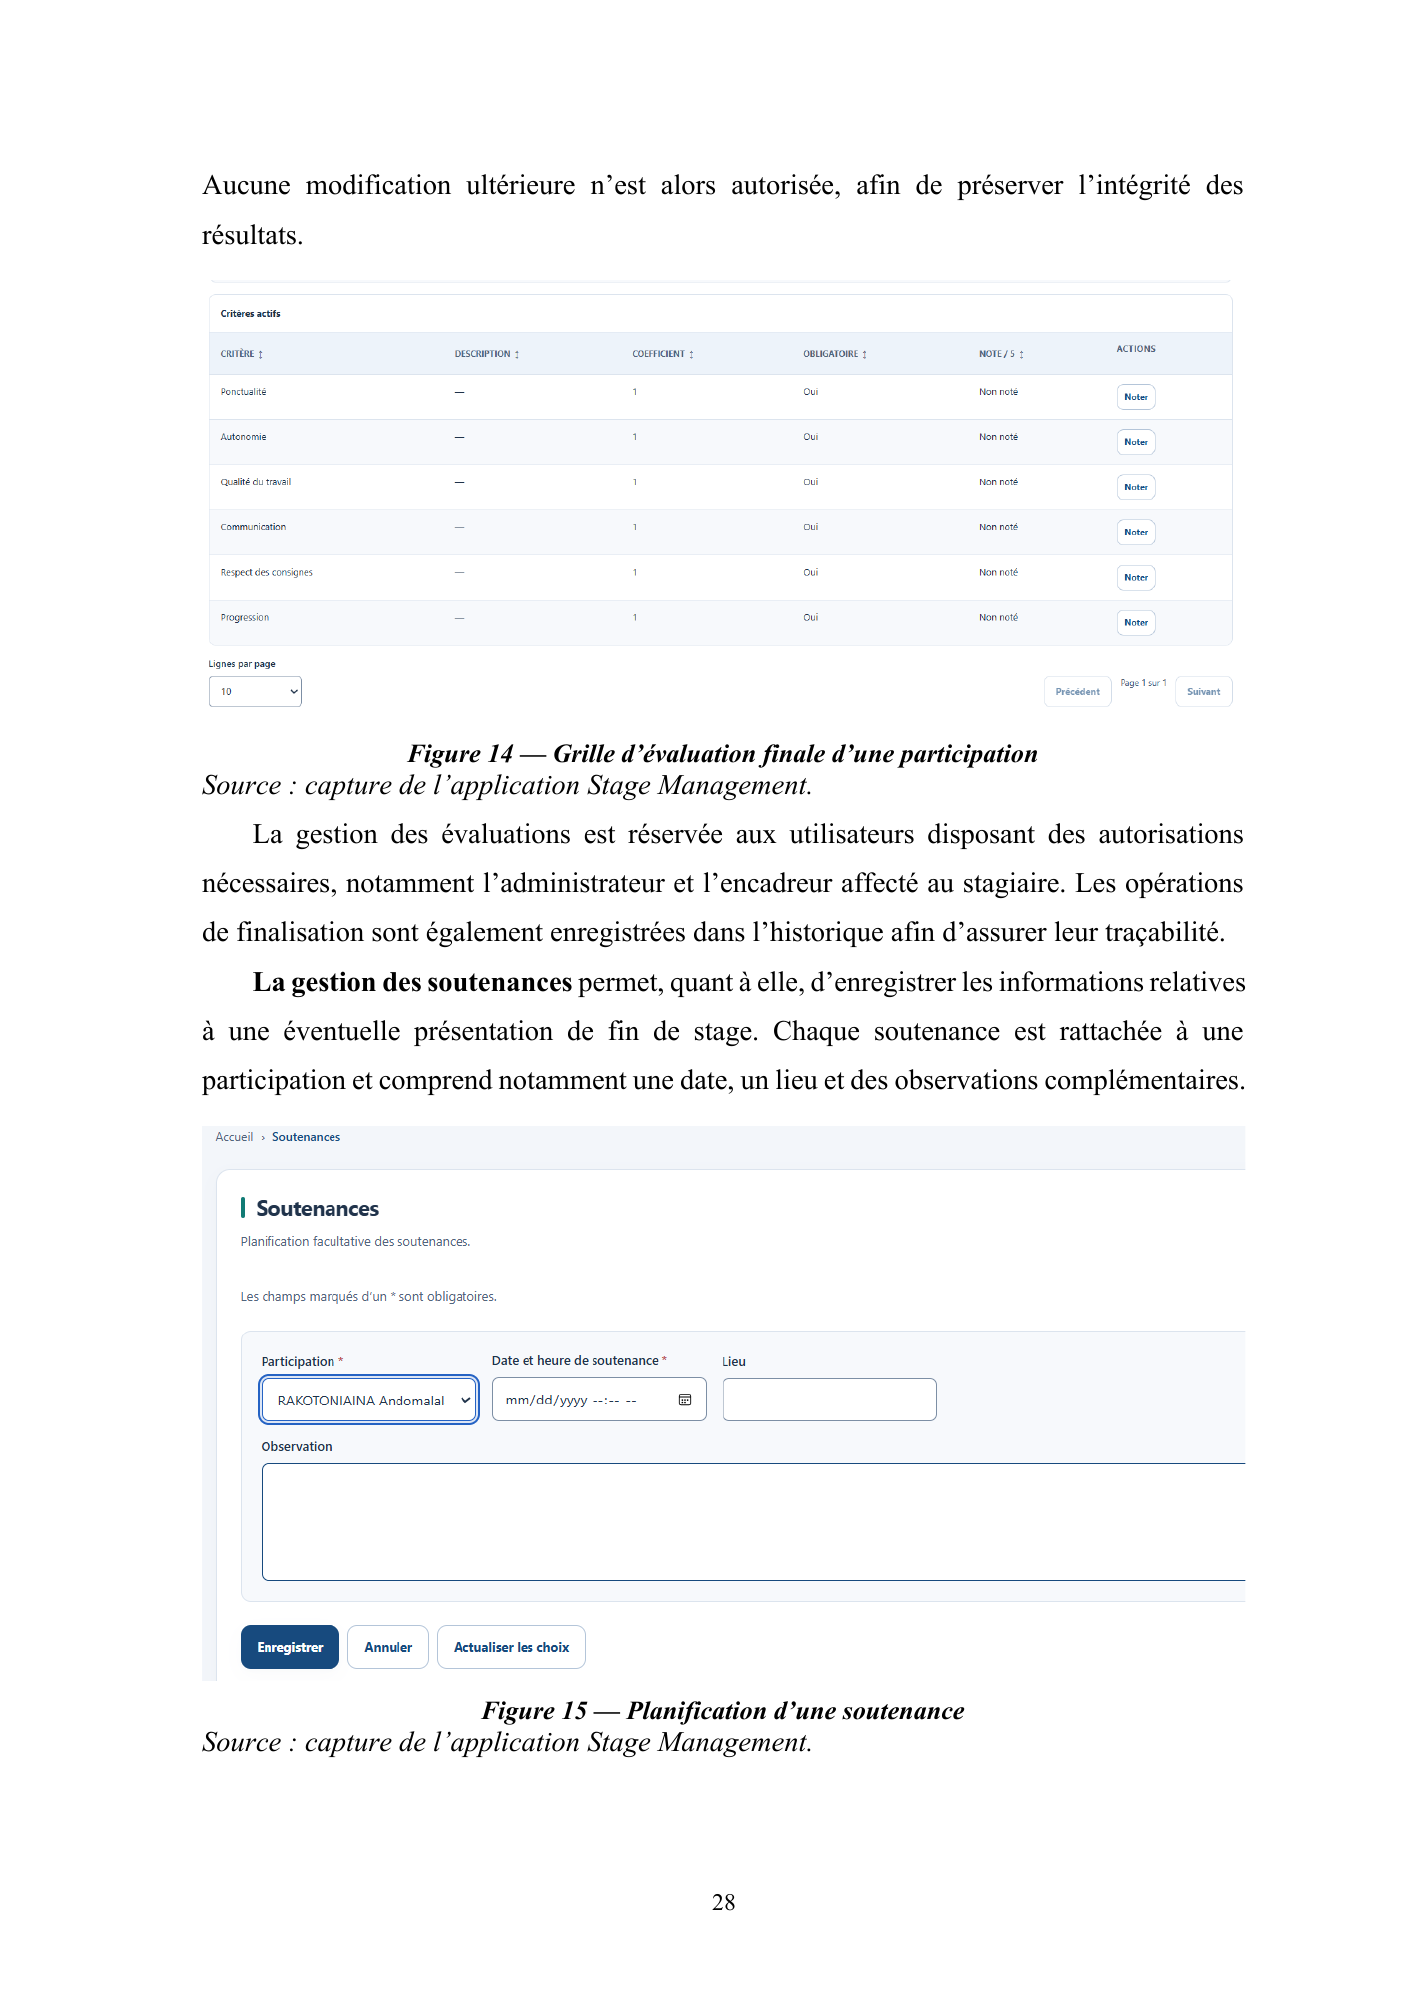 Aucune modification ultérieure n’est alors autorisée, afin de préserver l’intégrité des
résultats.
Critères actifs
CRITÈRE ↕ DESCRIPTION ↕ COEFFICIENT ↕ OBLIGATOIRE ↕ NOTE / 5 ↕ ACTIONS
Ponctualité — 1 Oui Non noté Noter
Autonomie — 1 Oui Non noté Noter
Qualité du travail — 1 Oui Non noté Noter
Communication — 1 Oui Non noté Noter
Respect des consignes — 1 Oui Non noté Noter
Progression — 1 Oui Non noté Noter
Lignes par page
10 Précédent Page 1 sur 1 Suivant
Figure 14 — Grille d’évaluation finale d’une participation
Source : capture de l’application Stage Management.
La gestion des évaluations est réservée aux utilisateurs disposant des autorisations
nécessaires, notamment l’administrateur et l’encadreur affecté au stagiaire. Les opérations
de finalisation sont également enregistrées dans l’historique afin d’assurer leur traçabilité.
La gestion des soutenances permet, quant à elle, d’enregistrer les informations relatives
à une éventuelle présentation de fin de stage. Chaque soutenance est rattachée à une
participation et comprend notamment une date, un lieu et des observations complémentaires.
Accueil › Soutenances
Soutenances
Planification facultative des soutenances.
Les champs marqués d’un * sont obligatoires.
Participation * Date et heure de soutenance * Lieu
RAKOTONIAINA Andomalal mm/dd/yyyy --:-- --
Observation
Enregistrer Annuler Actualiser les choix
Figure 15 — Planification d’une soutenance
Source : capture de l’application Stage Management.
28